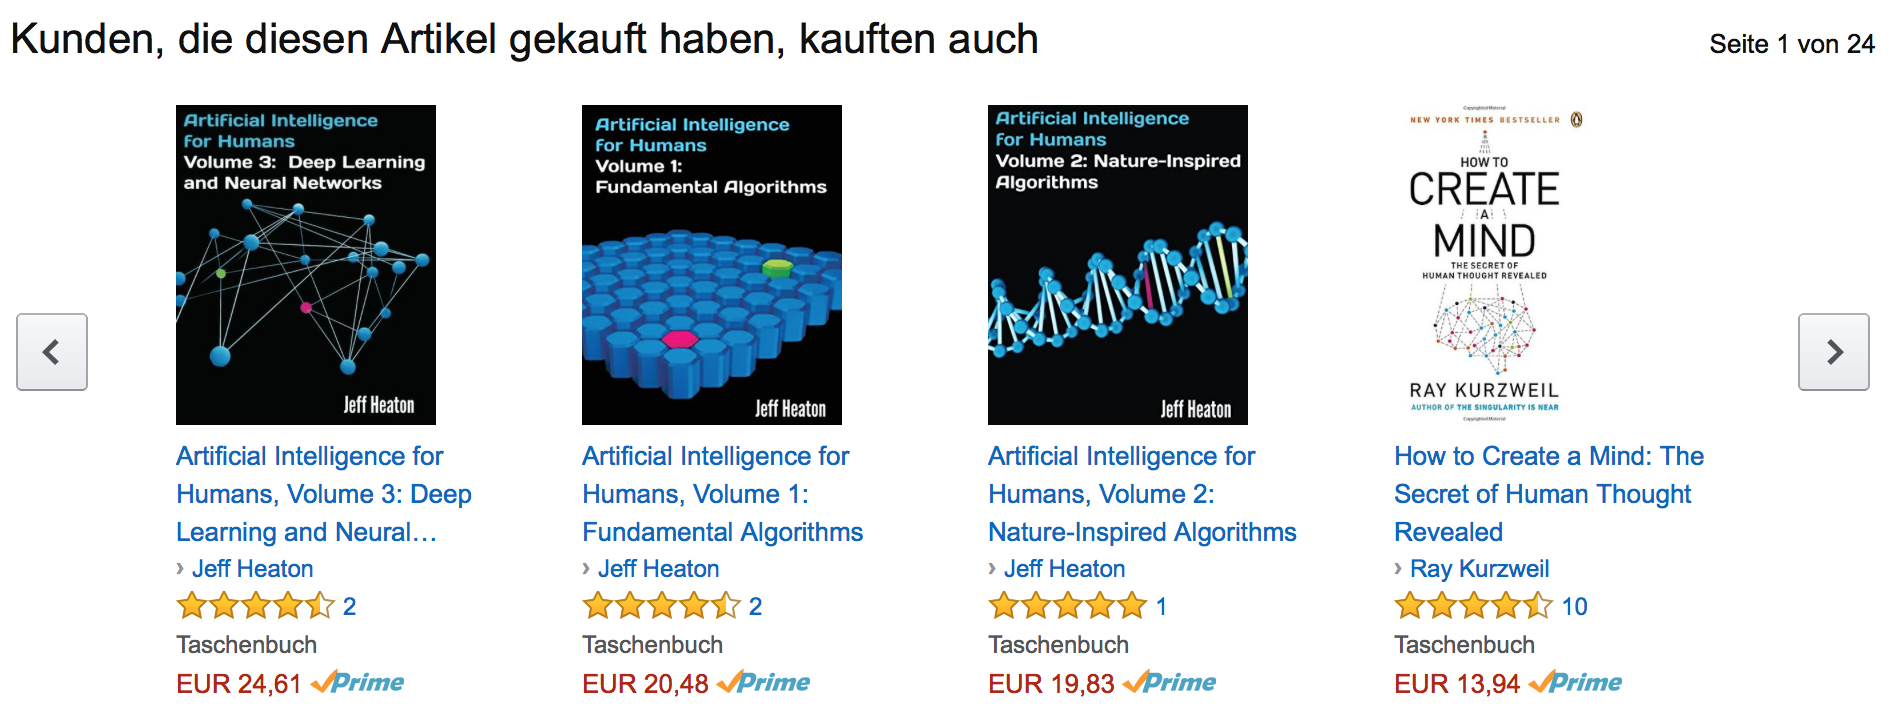 Kunden, die diesen Artikel gekauft haben, kauften auch
Seite 1 von 24
Artificial Intelligence
for Humans
Volume 3: Deep Learning
and Neural Networks
Jeff Heaton
Artificial Intelligence for
Humans, Volume 3: Deep
Learning and Neural…
› Jeff Heaton
2
Taschenbuch
EUR 24,61 Prime
Artificial Intelligence
for Humans
Volume 1:
Fundamental Algorithms
Jeff Heaton
Artificial Intelligence for
Humans, Volume 1:
Fundamental Algorithms
› Jeff Heaton
2
Taschenbuch
EUR 20,48 Prime
Artificial Intelligence
for Humans
Volume 2: Nature-Inspired
Algorithms
Jeff Heaton
Artificial Intelligence for
Humans, Volume 2:
Nature-Inspired Algorithms
› Jeff Heaton
1
Taschenbuch
EUR 19,83 Prime
Copyrighted Material
NEW YORK TIMES BESTSELLER
HOW TO
CREATE
A
MIND
THE SECRET OF
HUMAN THOUGHT REVEALED
RAY KURZWEIL
AUTHOR OF THE SINGULARITY IS NEAR
Copyrighted Material
How to Create a Mind: The
Secret of Human Thought
Revealed
› Ray Kurzweil
10
Taschenbuch
EUR 13,94 Prime